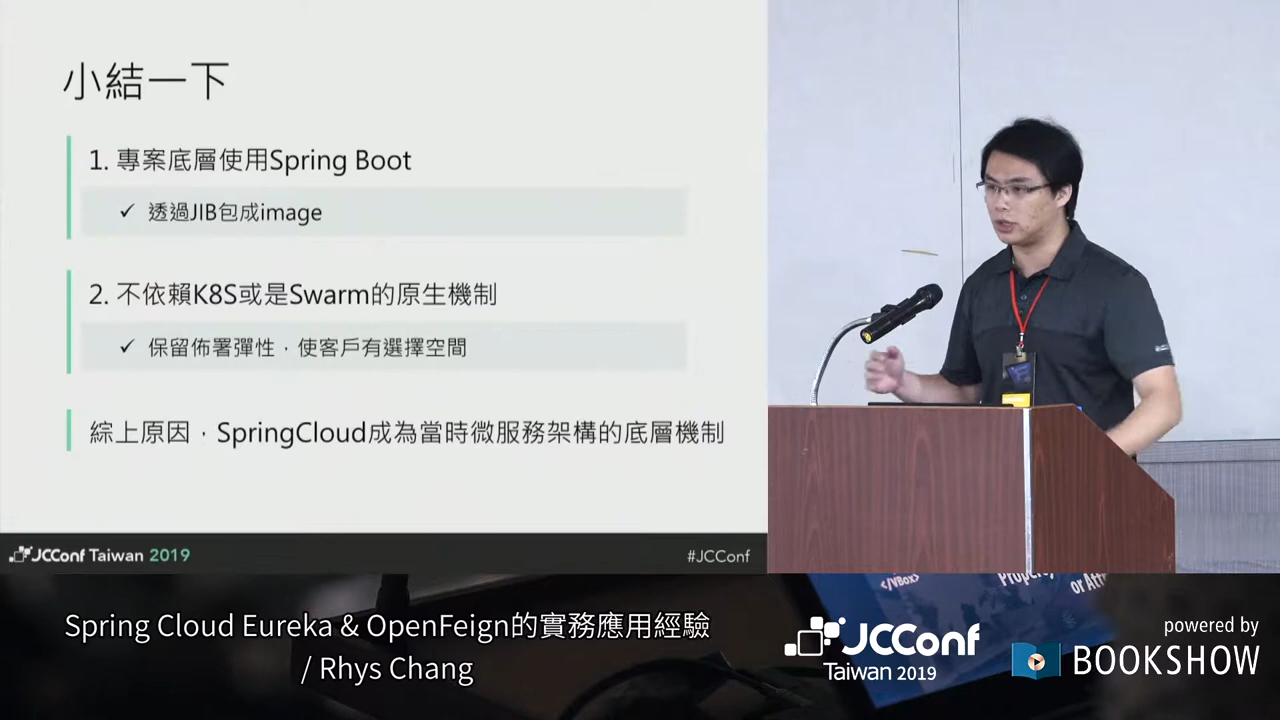 小結一下
1. 專案底層使用Spring Boot
✓ 透過JIB包成image
2. 不依賴K8S或是Swarm的原生機制
✓ 保留佈署彈性，使客戶有選擇空間
綜上原因，SpringCloud成為當時微服務架構的底層機制
JCConf Taiwan 2019
#JCConf
</VBox>
Property
or Att
Spring Cloud Eureka & OpenFeign的實務應用經驗
/ Rhys Chang
JCConf
Taiwan 2019
powered by
BOOKSHOW